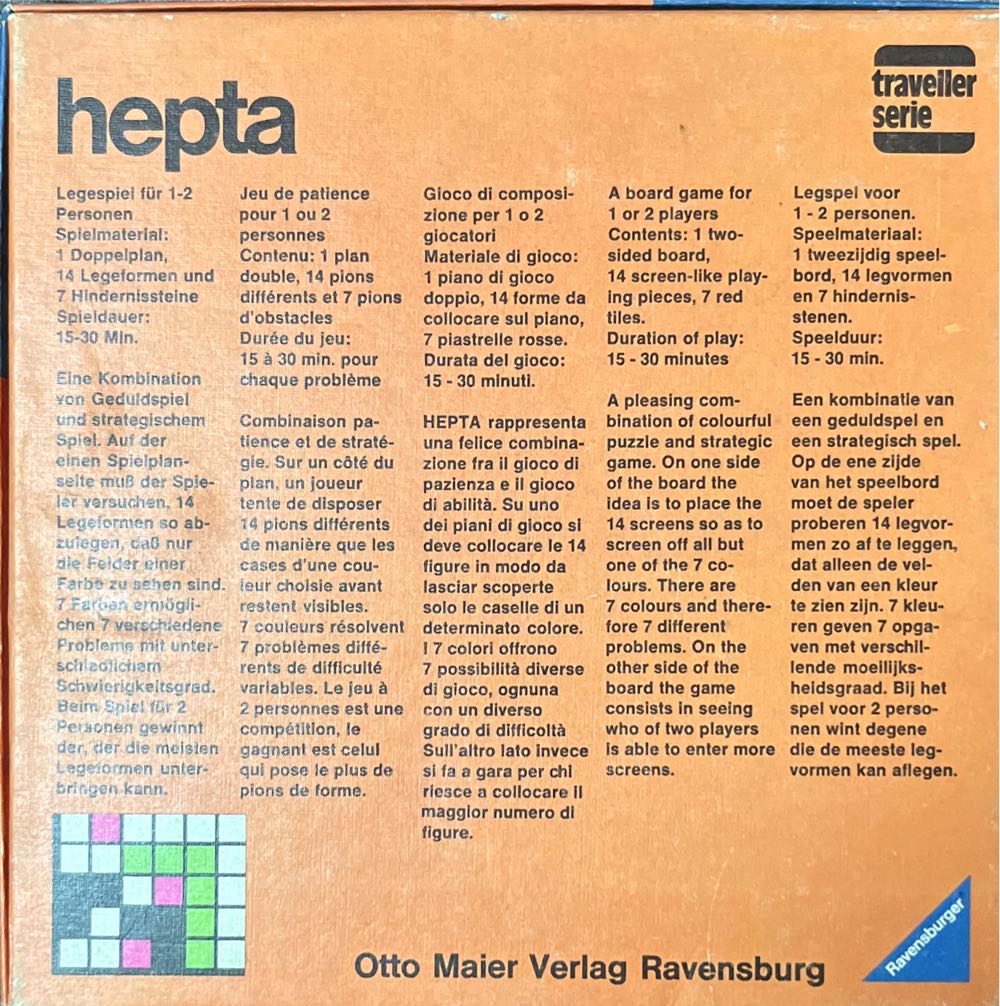 hepta
traveller
serie
Legespiel für 1-2
Personen
Spielmaterial:
1 Doppelplan,
14 Legeformen und
7 Hindernissteine
Spieldauer:
15-30 Min.
Eine Kombination
von Geduldspiel
und strategischem
Spiel. Auf der
einen Spielplan-
seite muß der Spie-
ler versuchen, 14
Legeformen so ab-
zulegen, daß nur
die Felder einer
Farbe zu sehen sind.
7 Farben ermögli-
chen 7 verschiedene
Probleme mit unter-
schiedlichem
Schwierigkeitsgrad.
Beim Spiel für 2
Personen gewinnt
der, der die meisten
Legeformen unter-
bringen kann.
Jeu de patience
pour 1 ou 2
personnes
Contenu: 1 plan
double, 14 pions
différents et 7 pions
d'obstacles
Durée du jeu:
15 à 30 min. pour
chaque problème
Combinaison pa-
tience et de straté-
gie. Sur un côté du
plan, un joueur
tente de disposer
14 pions différents
de manière que les
cases d'une cou-
leur choisie avant
restent visibles.
7 couleurs résolvent
7 problèmes diffé-
rents de difficulté
variables. Le jeu à
2 personnes est une
compétition, le
gagnant est celui
qui pose le plus de
pions de forme.
Gioco di composi-
zione per 1 o 2
giocatori
Materiale di gioco:
1 piano di gioco
doppio, 14 forme da
collocare sul piano,
7 piastrelle rosse.
Durata del gioco:
15 - 30 minuti.
HEPTA rappresenta
una felice combina-
zione fra il gioco di
pazienza e il gioco
di abilità. Su uno
dei piani di gioco si
deve collocare le 14
figure in modo da
lasciar scoperte
solo le caselle di un
determinato colore.
I 7 colori offrono
7 possibilità diverse
di gioco, ognuna
con un diverso
grado di difficoltà
Sull'altro lato invece
si fa a gara per chi
riesce a collocare il
maggior numero di
figure.
A board game for
1 or 2 players
Contents: 1 two-
sided board,
14 screen-like play-
ing pieces, 7 red
tiles.
Duration of play:
15 - 30 minutes
A pleasing com-
bination of colourful
puzzle and strategic
game. On one side
of the board the
idea is to place the
14 screens so as to
screen off all but
one of the 7 co-
lours. There are
7 colours and there-
fore 7 different
problems. On the
other side of the
board the game
consists in seeing
who of two players
is able to enter more
screens.
Legspel voor
1 - 2 personen.
Speelmateriaal:
1 tweezijdig speel-
bord, 14 legvormen
en 7 hindernis-
stenen.
Speelduur:
15 - 30 min.
Een kombinatie van
een geduldspel en
een strategisch spel.
Op de ene zijde
van het speelbord
moet de speler
proberen 14 legvor-
men zo af te leggen,
dat alleen de vel-
den van een kleur
te zien zijn. 7 kleu-
ren geven 7 opga-
ven met verschil-
lende moeilijks-
heidsgraad. Bij het
spel voor 2 perso-
nen wint degene
die de meeste leg-
vormen kan aflegen.
Otto Maier Verlag Ravensburg
Ravensburger